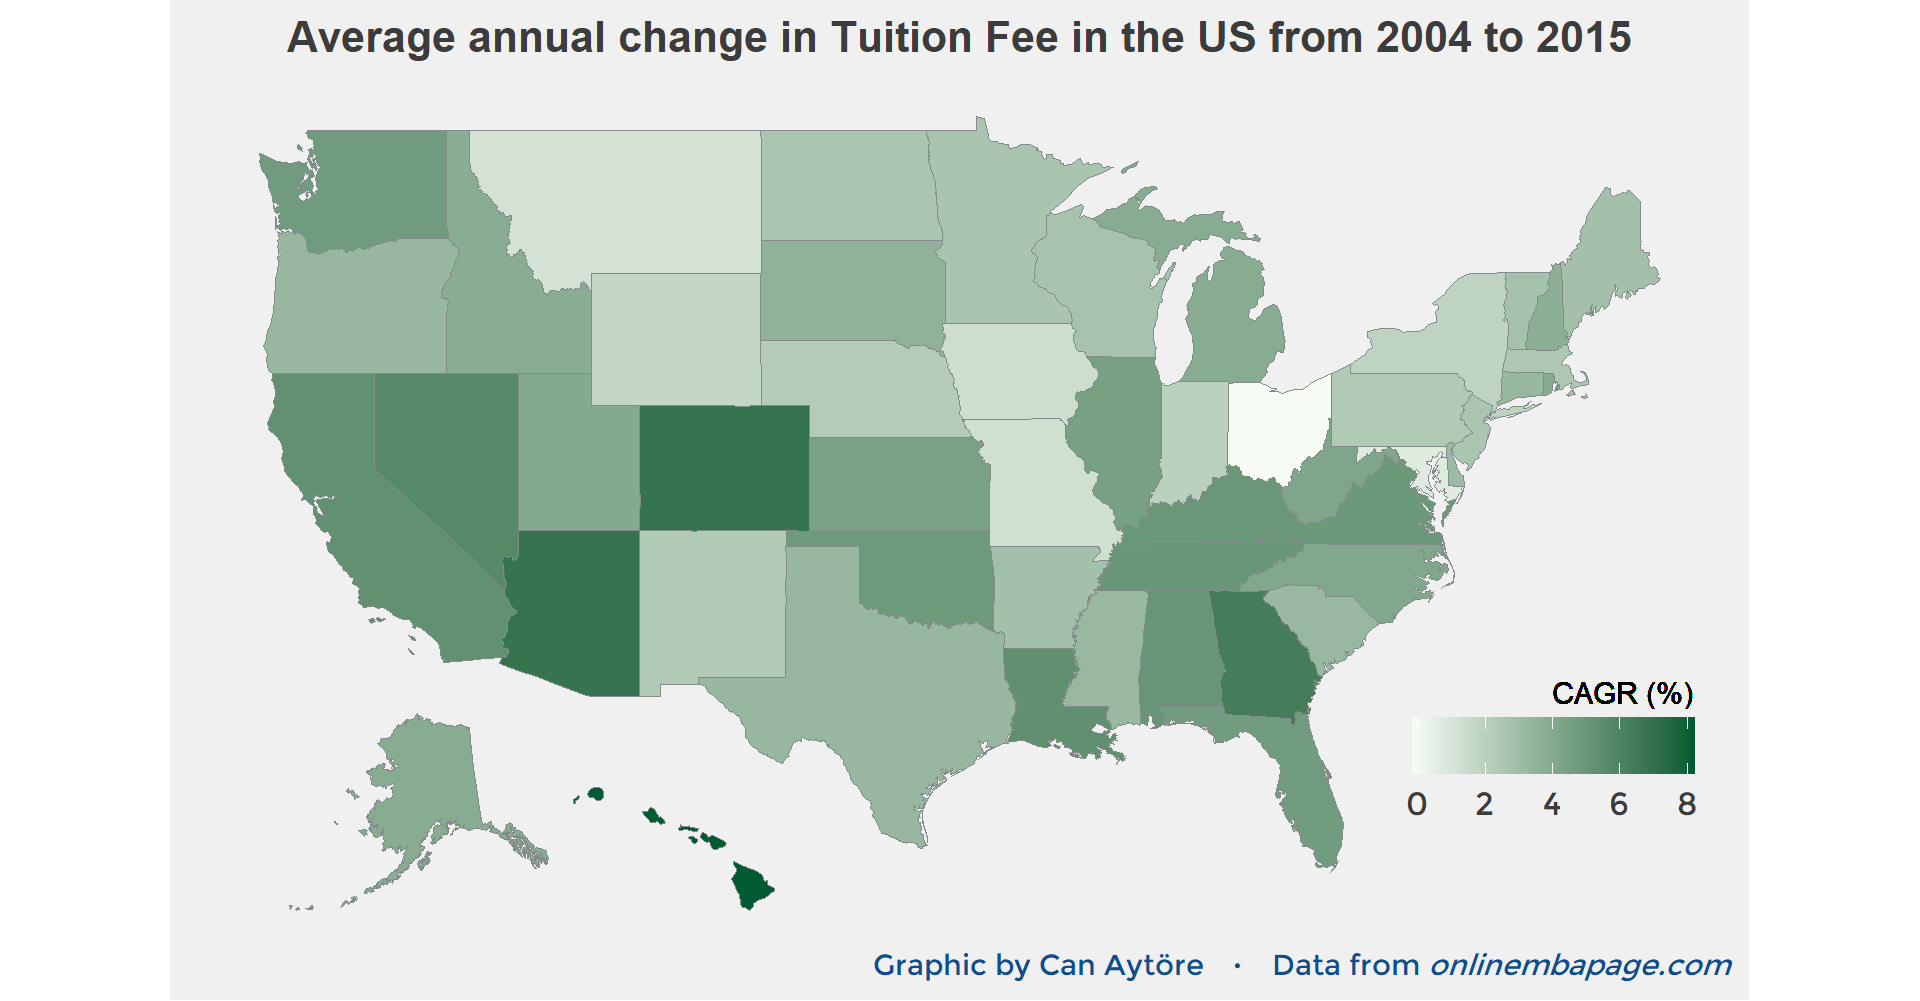 Average annual change in Tuition Fee in the US from 2004 to 2015
CAGR (%)
0 2 4 6 8
Graphic by Can Aytöre · Data from onlinembapage.com